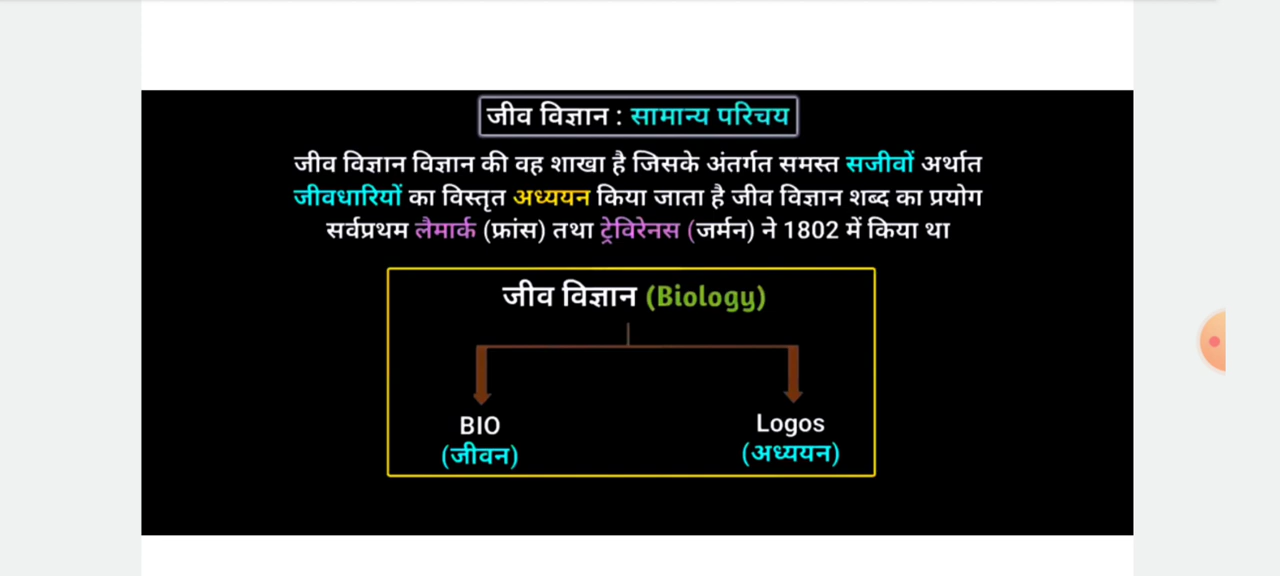 जीव विज्ञान : सामान्य परिचय
जीव विज्ञान विज्ञान की वह शाखा है जिसके अंतर्गत समस्त सजीवों अर्थात
जीवधारियों का विस्तृत अध्ययन किया जाता है जीव विज्ञान शब्द का प्रयोग
सर्वप्रथम लैमार्क (फ्रांस) तथा ट्रेविरेनस (जर्मन) ने 1802 में किया था
जीव विज्ञान (Biology)
BIO
(जीवन)
Logos
(अध्ययन)